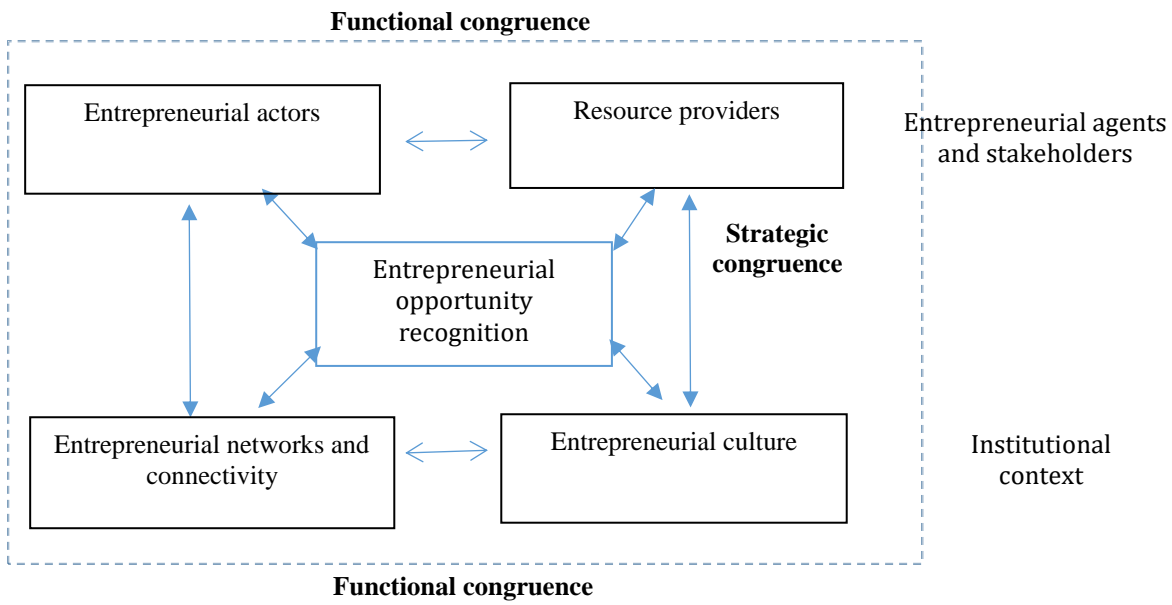 Functional congruence
Entrepreneurial actors
Resource providers
Entrepreneurial agents
and stakeholders
Strategic
congruence
Entrepreneurial
opportunity
recognition
Entrepreneurial networks and
connectivity
Entrepreneurial culture
Institutional
context
Functional congruence